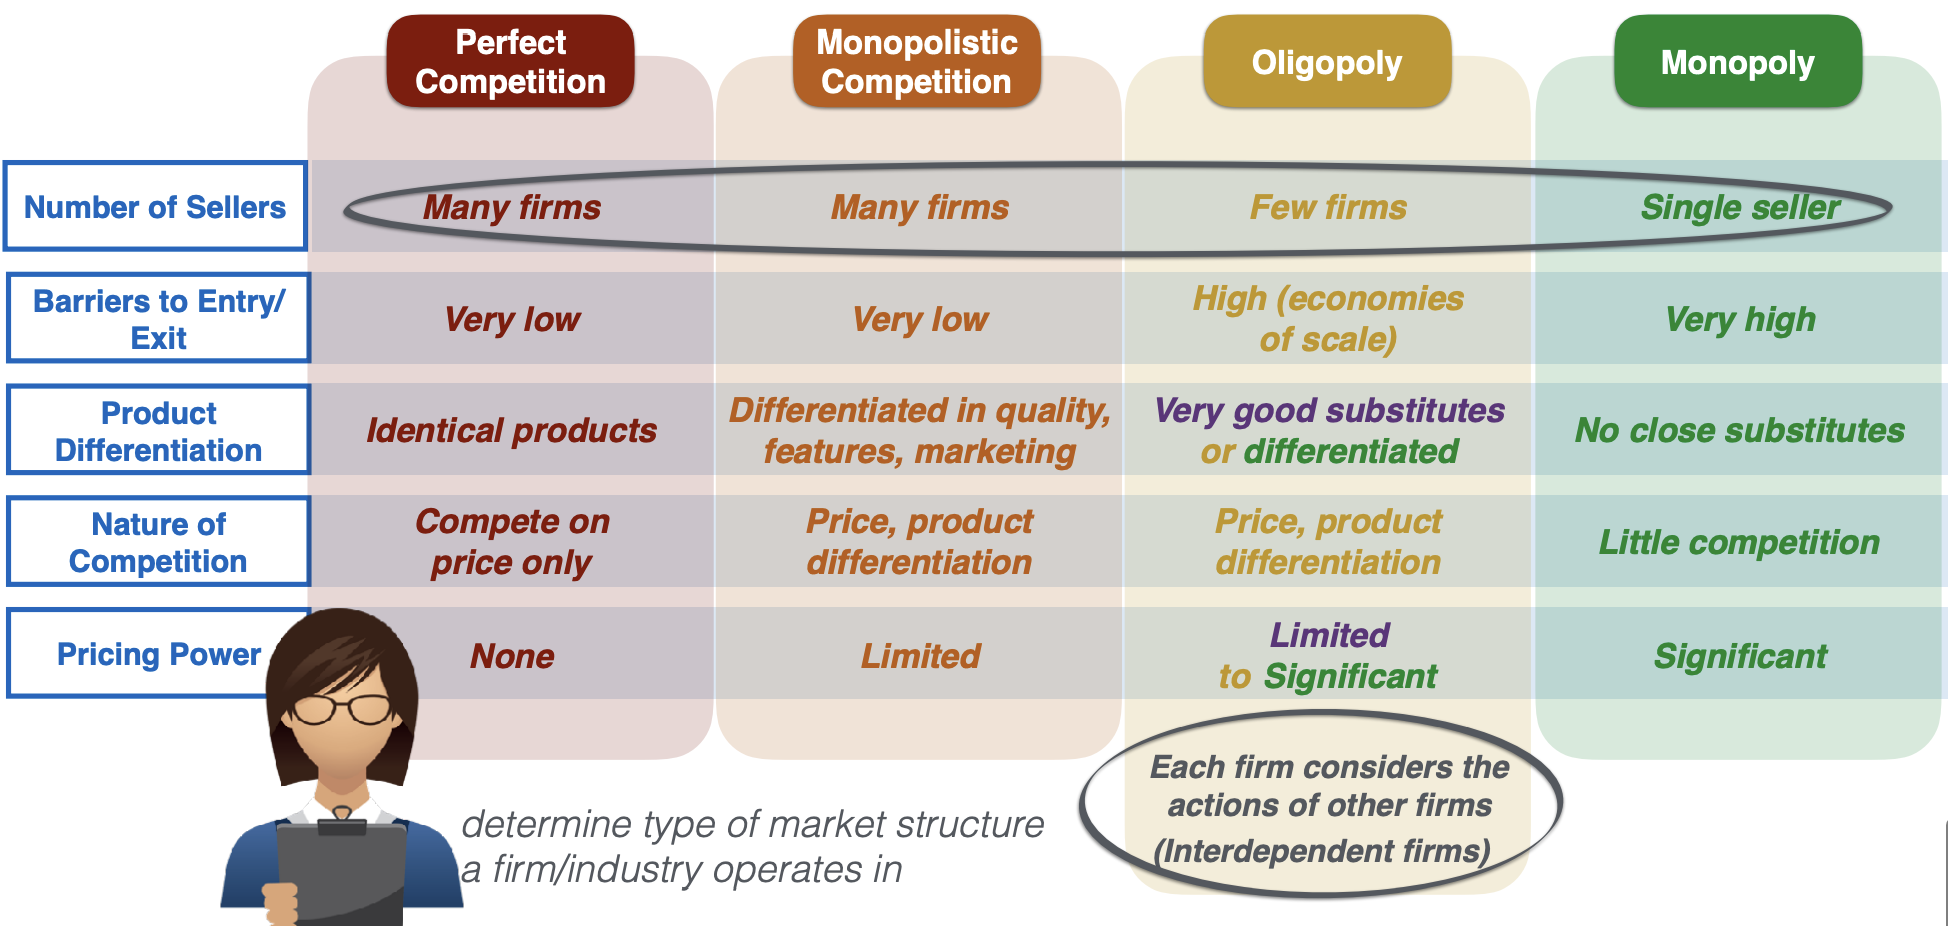 Perfect
Competition
Monopolistic
Competition
Oligopoly
Monopoly
Number of Sellers
Many firms
Many firms
Few firms
Single seller
Barriers to Entry/
Exit
Very low
Very low
High (economies
of scale)
Very high
Product
Differentiation
Identical products
Differentiated in quality,
features, marketing
Very good substitutes
or differentiated
No close substitutes
Nature of
Competition
Compete on
price only
Price, product
differentiation
Price, product
differentiation
Little competition
Pricing Power
None
Limited
Limited
to Significant
Significant
Each firm considers the
actions of other firms
(Interdependent firms)
determine type of market structure
a firm/industry operates in